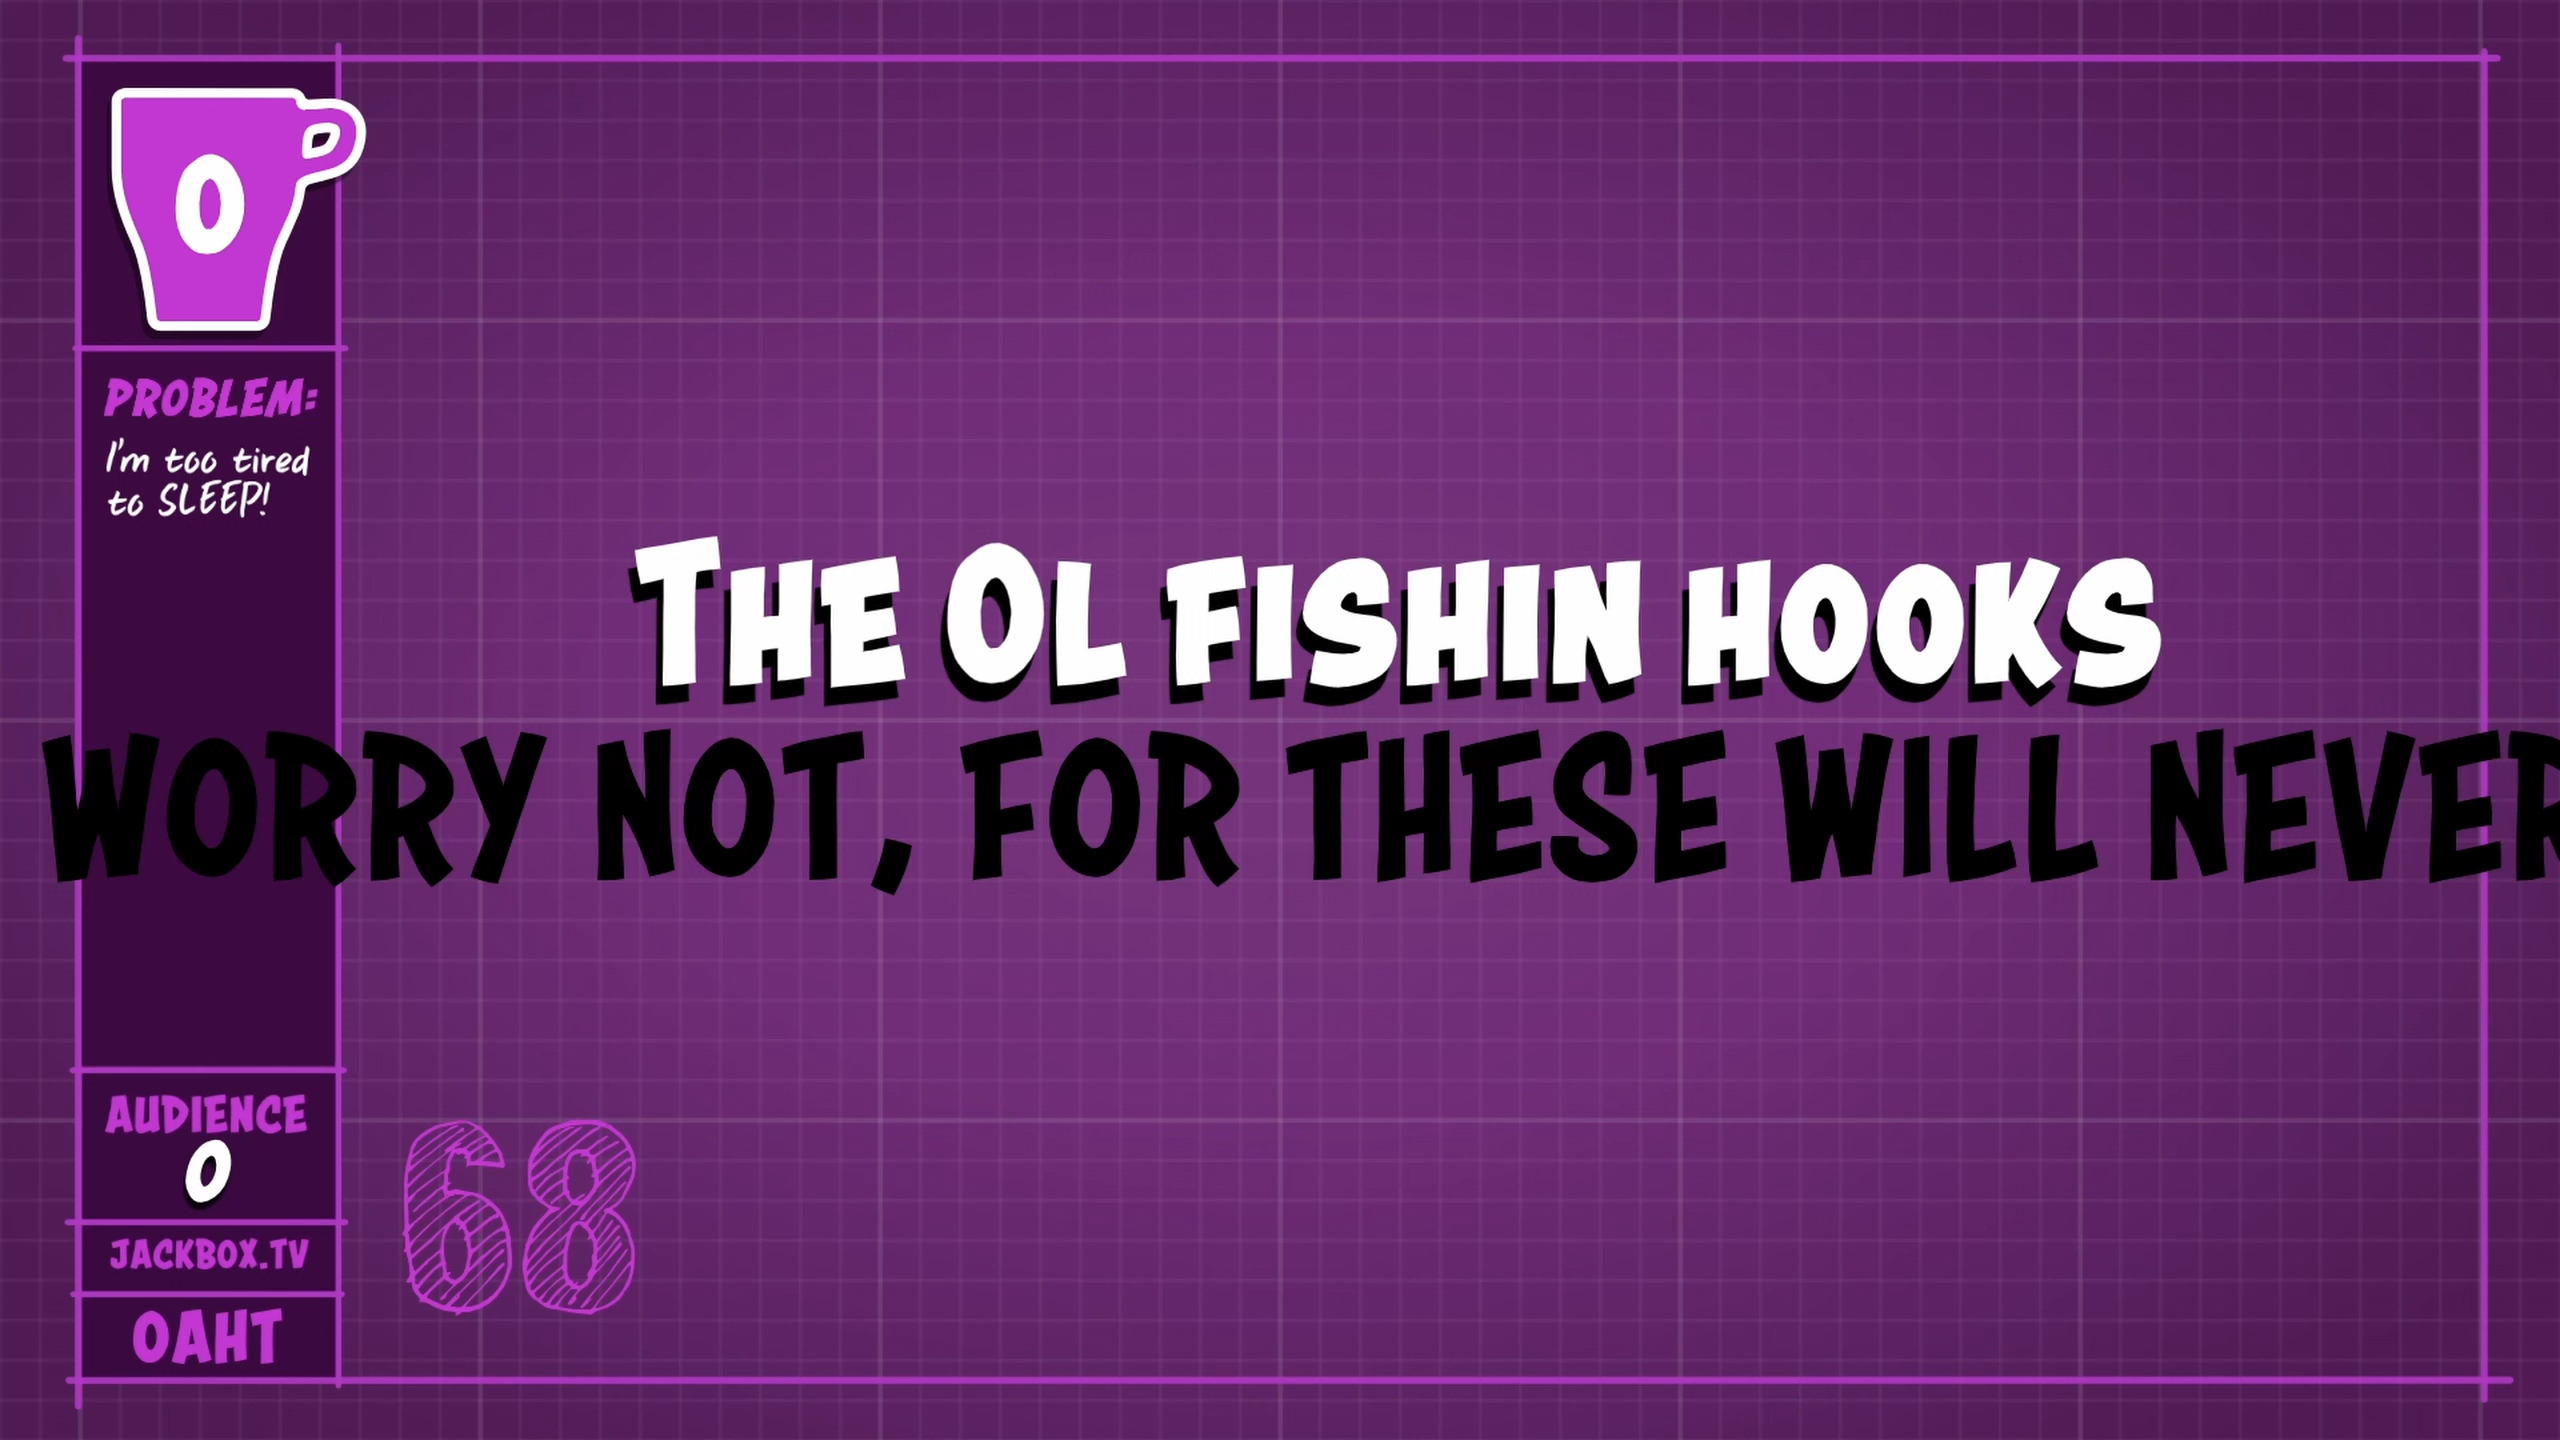 0
PROBLEM:
I'm too tired
to SLEEP!
THE OL FISHIN HOOKS
WORRY NOT, FOR THESE WILL NEVER
AUDIENCE
0
JACKBOX.TV
OAHT
68